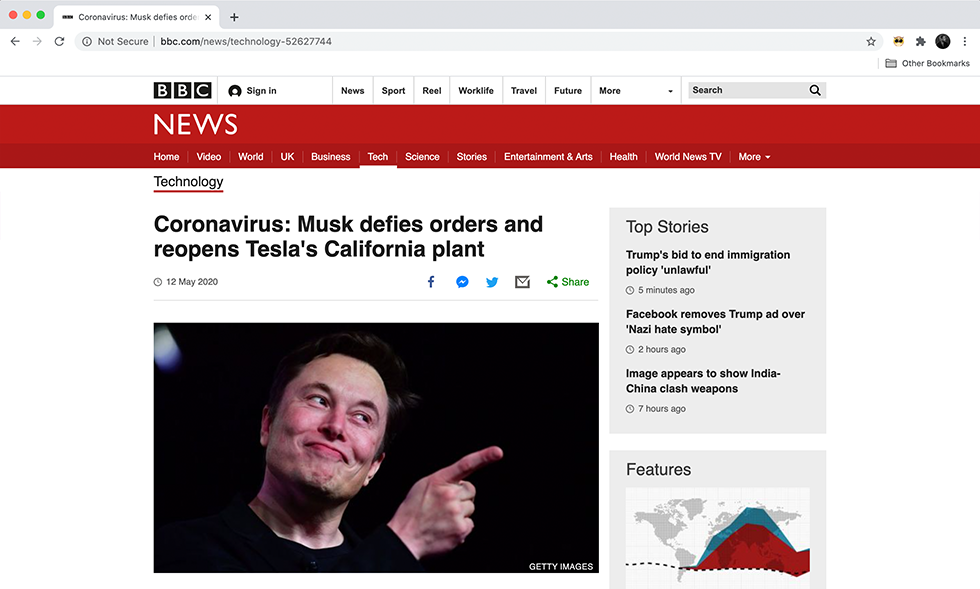 Coronavirus: Musk defies orde
Not Secure | bbc.com/news/technology-52627744
Other Bookmarks
BBC Sign in News Sport Reel Worklife Travel Future More Search
NEWS
Home Video World UK Business Tech Science Stories Entertainment & Arts Health World News TV More
Technology
Coronavirus: Musk defies orders and
reopens Tesla's California plant
12 May 2020
Share
GETTY IMAGES
Top Stories
Trump's bid to end immigration
policy 'unlawful'
5 minutes ago
Facebook removes Trump ad over
'Nazi hate symbol'
2 hours ago
Image appears to show India-
China clash weapons
7 hours ago
Features